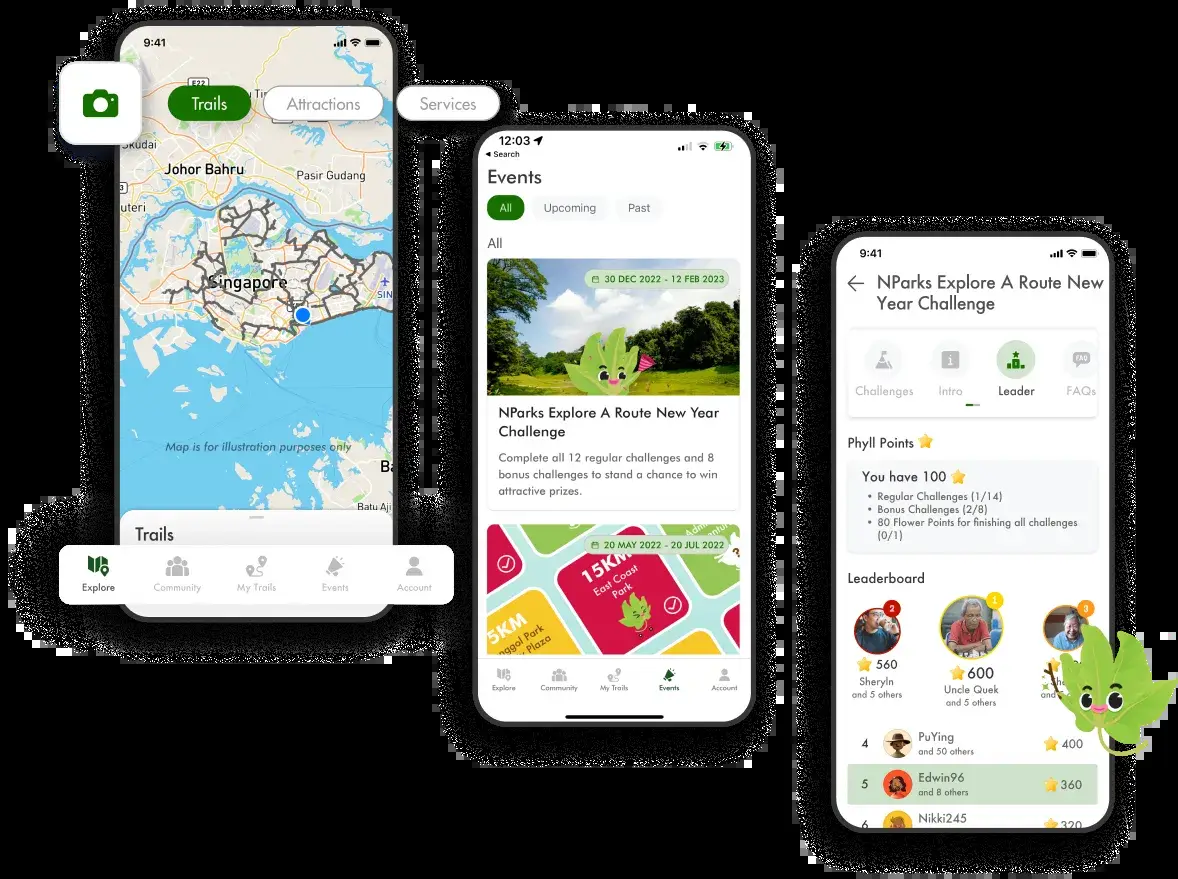 9:41
E22
Trails
Attractions
Services
Johor Bahru
Pasir Gudang
Singapore
SIN
Map is for illustration purposes only
Batu Aji
Trails
Explore
Community
My Trails
Events
Account
12:03
◀ Search
Events
All
Upcoming
Past
All
30 DEC 2022 - 12 FEB 2023
NParks Explore A Route New Year
Challenge
Complete all 12 regular challenges and 8
bonus challenges to stand a chance to win
attractive prizes.
20 MAY 2022 - 20 JUL 2022
15KM
East Coast
Park
5KM
Explore
Community
My Trails
Events
Account
9:41
NParks Explore A Route New
Year Challenge
Challenges
Intro
Leader
FAQ
FAQs
Phyll Points
You have 100
• Regular Challenges (1/14)
• Bonus Challenges (2/8)
• 80 Flower Points for finishing all challenges
(0/1)
Leaderboard
2
1
3
560
Sheryln
and 5 others
600
Uncle Quek
and 5 others
4
PuYing
and 50 others
400
5
Edwin96
and 8 others
360
6
Nikki245
320